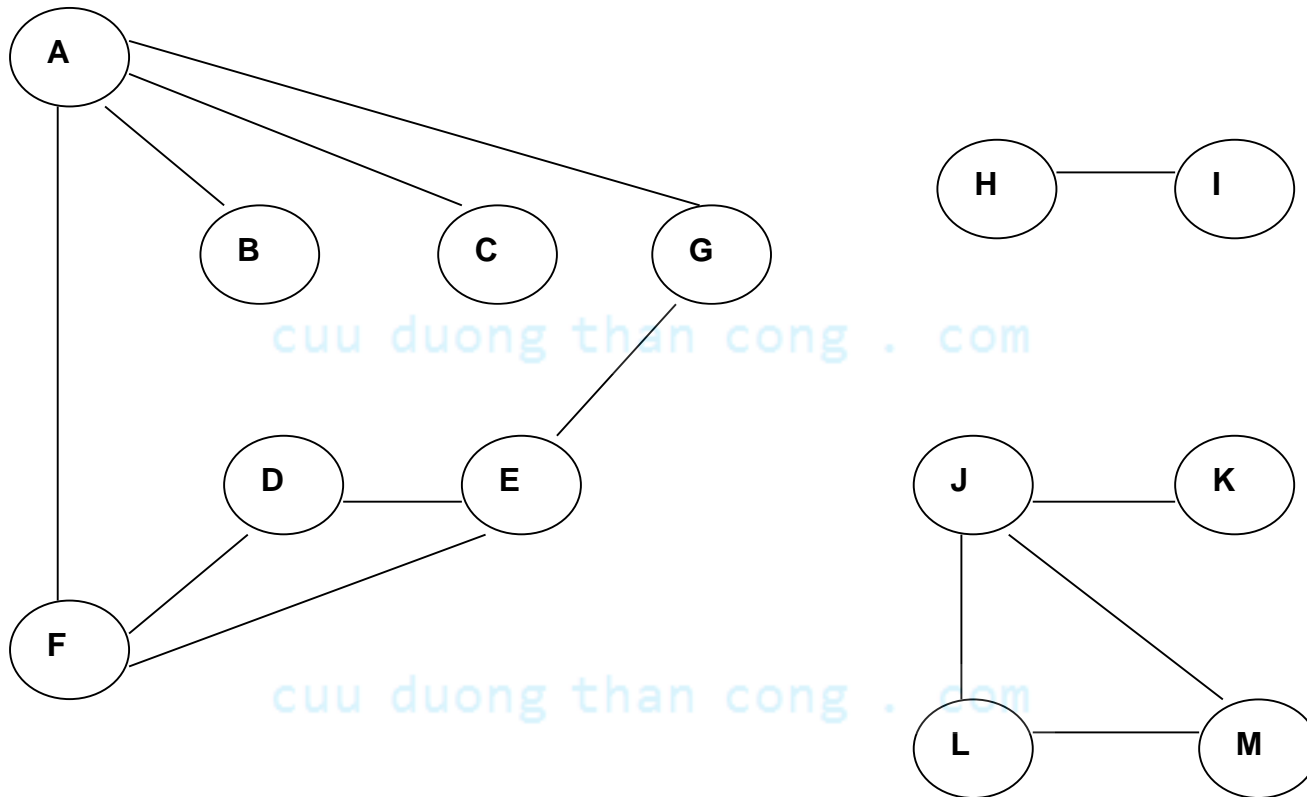 A
H I
B C G
cuu duong than cong . com
D E J K
F
cuu duong than cong . com
L M